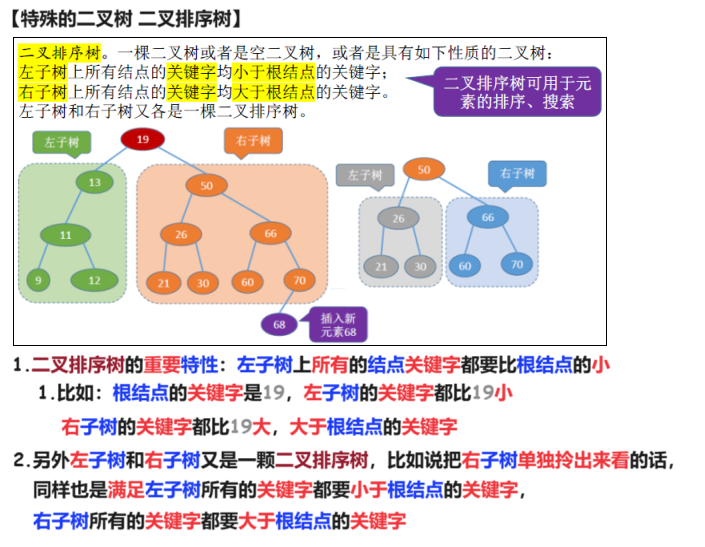 【特殊的二叉树 二叉排序树】
二叉排序树。一棵二叉树或者是空二叉树，或者是具有如下性质的二叉树：
左子树上所有结点的关键字均小于根结点的关键字；
右子树上所有结点的关键字均大于根结点的关键字。
左子树和右子树又各是一棵二叉排序树。
二叉排序树可用于元
素的排序、搜索
左子树
19
右子树
13
50
11
26
66
9
12
21
30
60
70
68
插入新
元素68
左子树
50
右子树
26
66
21
30
60
70
1.二叉排序树的重要特性：左子树上所有的结点关键字都要比根结点的小
1.比如：根结点的关键字是19，左子树的关键字都比19小
右子树的关键字都比19大，大于根结点的关键字
2.另外左子树和右子树又是一颗二叉排序树，比如说把右子树单独拎出来看的话，
同样也是满足左子树所有的关键字都要小于根结点的关键字，
右子树所有的关键字都要大于根结点的关键字